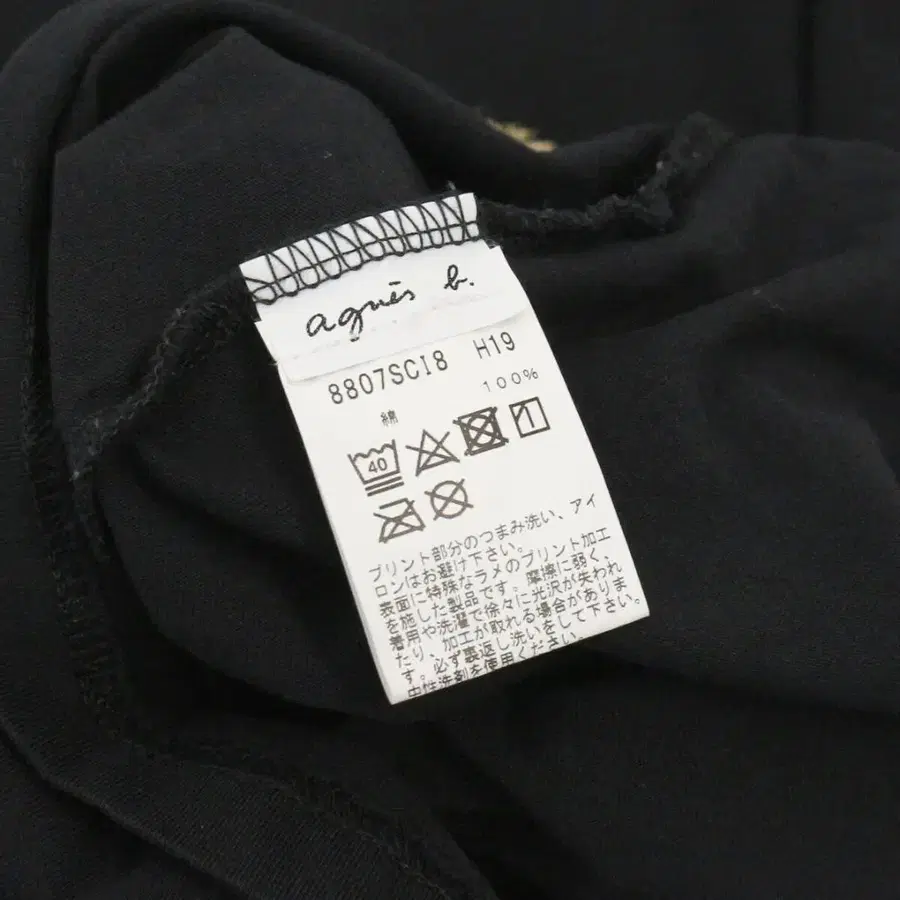 agnès b.
8807SCI8 H19
綿 100%
40
プリント部分のつまみ洗い、アイ
ロンはお避け下さい。
表面に特殊なラメのプリント加工
を施した製品です。摩擦に弱く、
着用や洗濯で徐々に光沢が失われ
たり、加工が取れる場合がありま
す。必ず裏返し洗いをして下さい。
中性洗剤を使用ください。